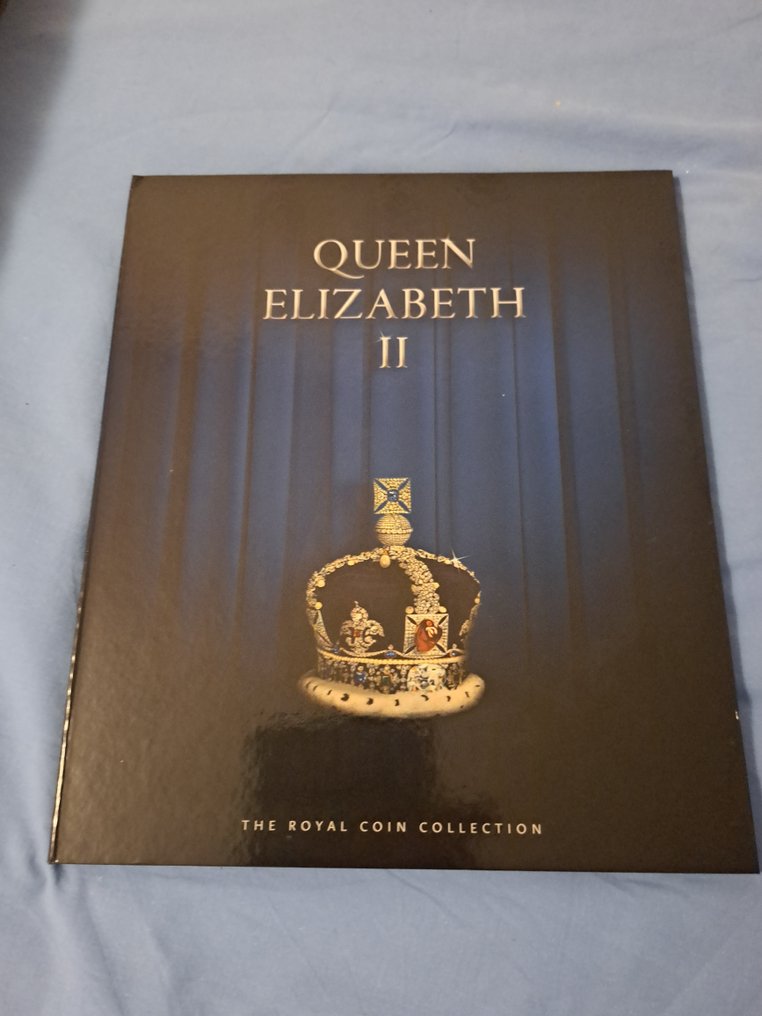 QUEEN
ELIZABETH
II
THE ROYAL COIN COLLECTION